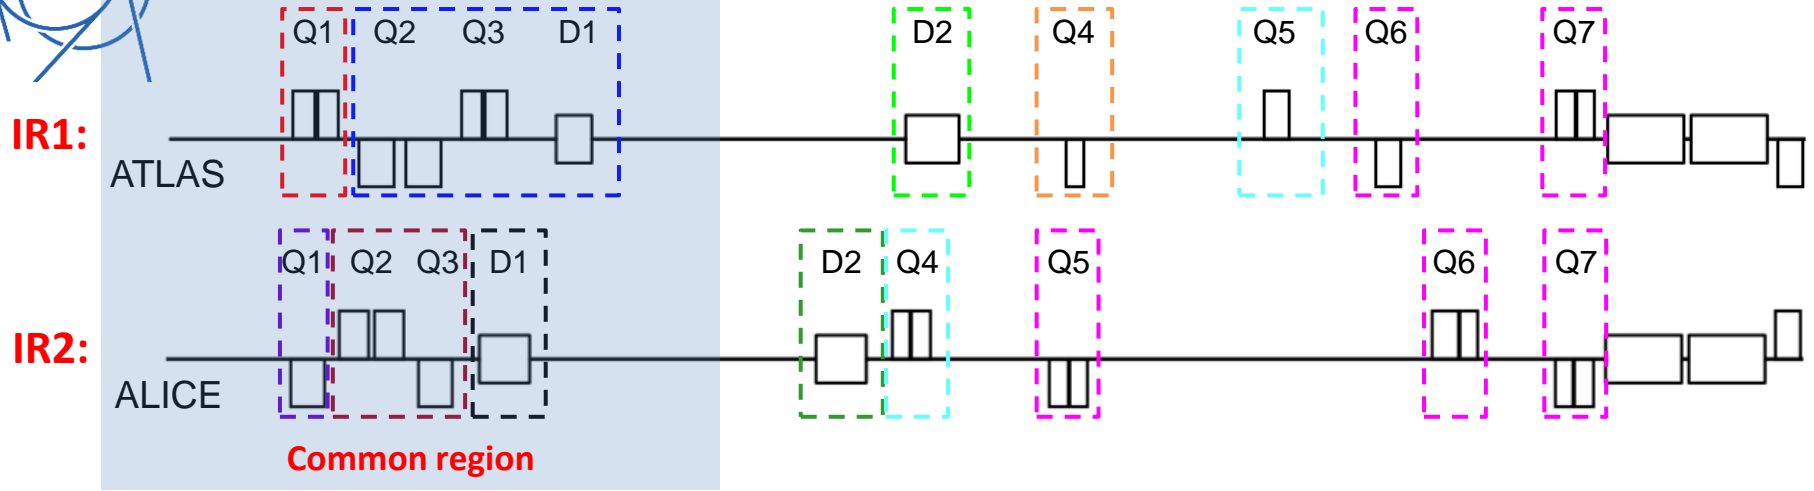 Q1 Q2 Q3 D1 D2 Q4 Q5 Q6 Q7
IR1:
ATLAS
Q1 Q2 Q3 D1 D2 Q4 Q5 Q6 Q7
IR2:
ALICE
Common region